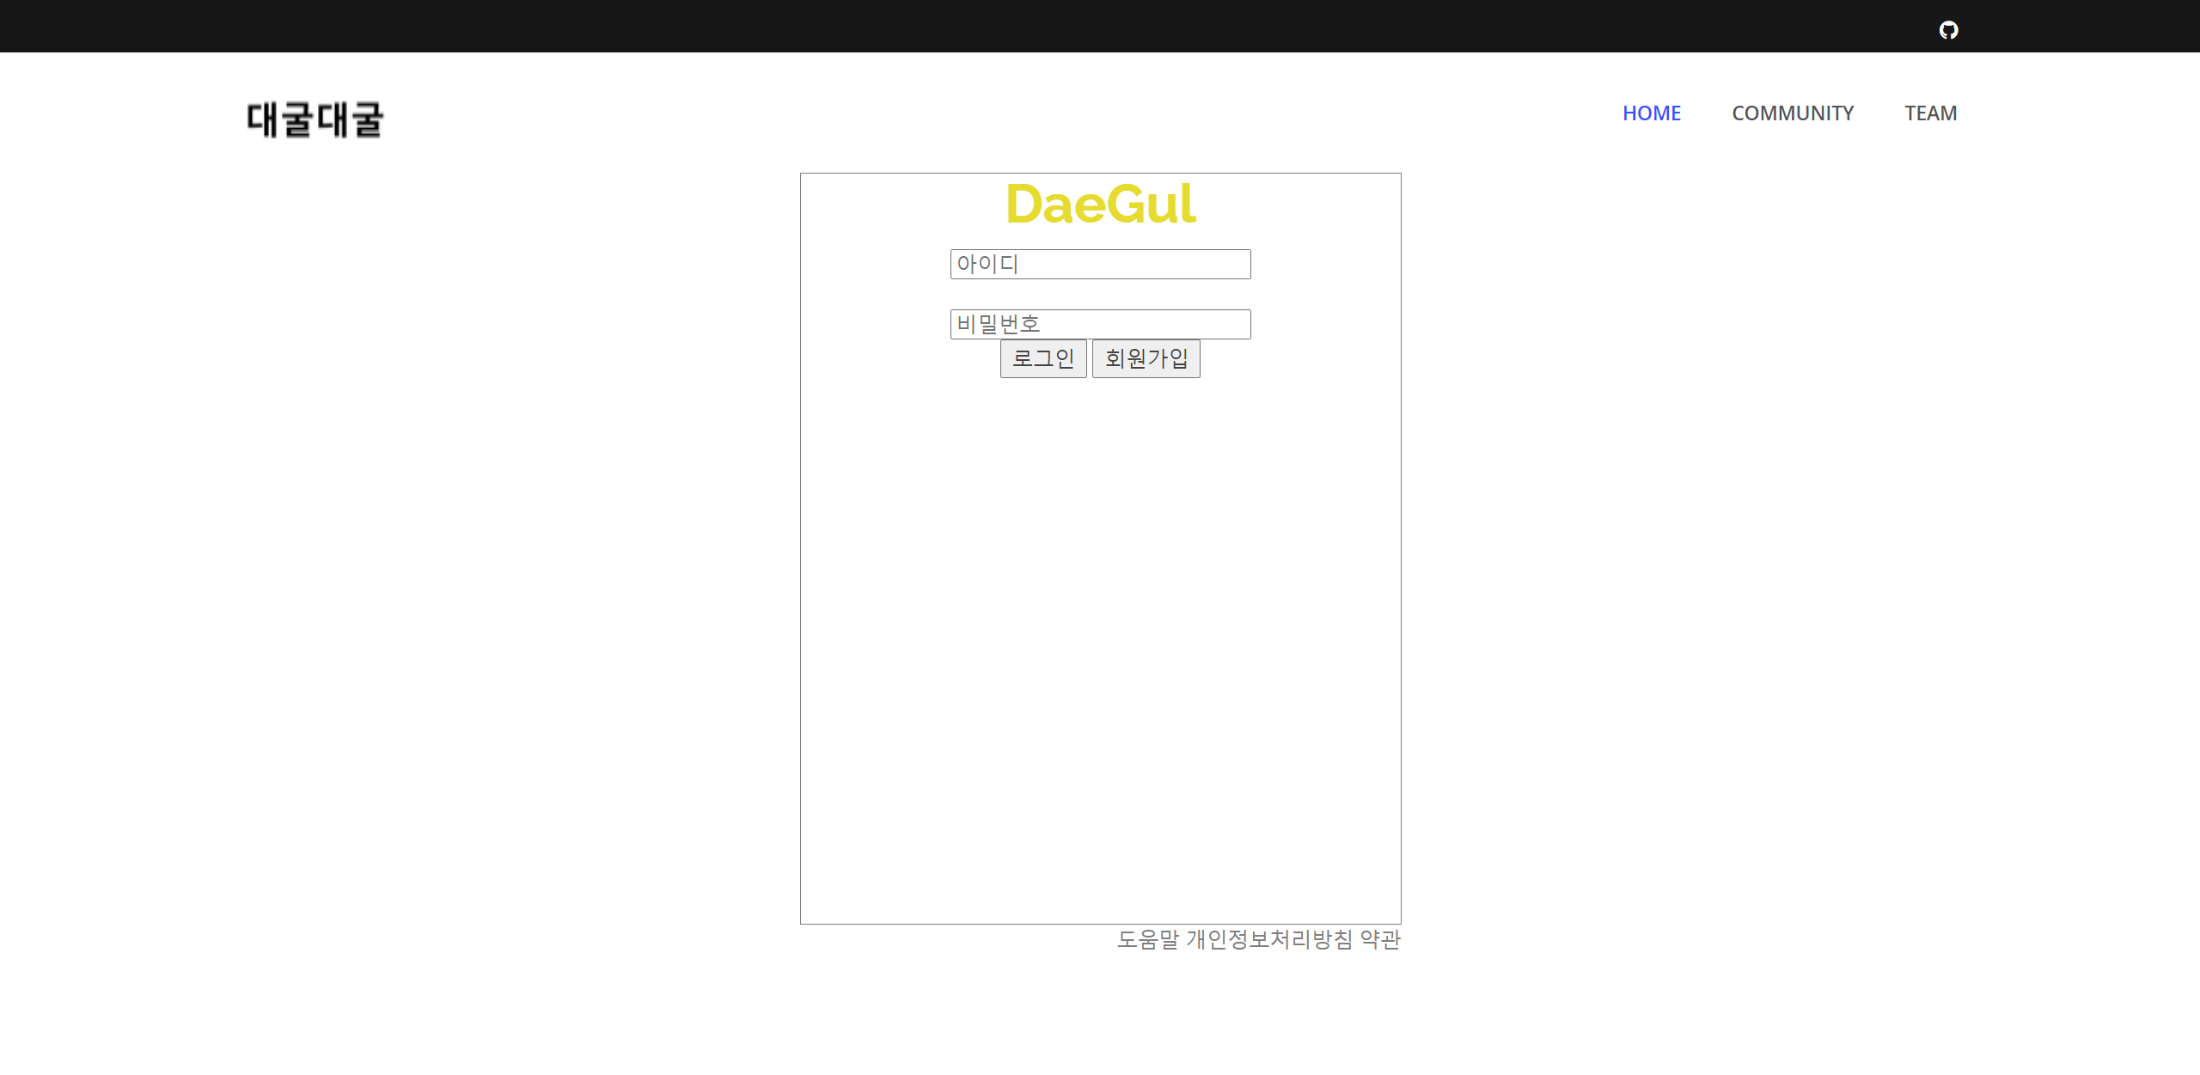 대굴대굴
HOME COMMUNITY TEAM
DaeGul
아이디
비밀번호
로그인 회원가입
도움말 개인정보처리방침 약관